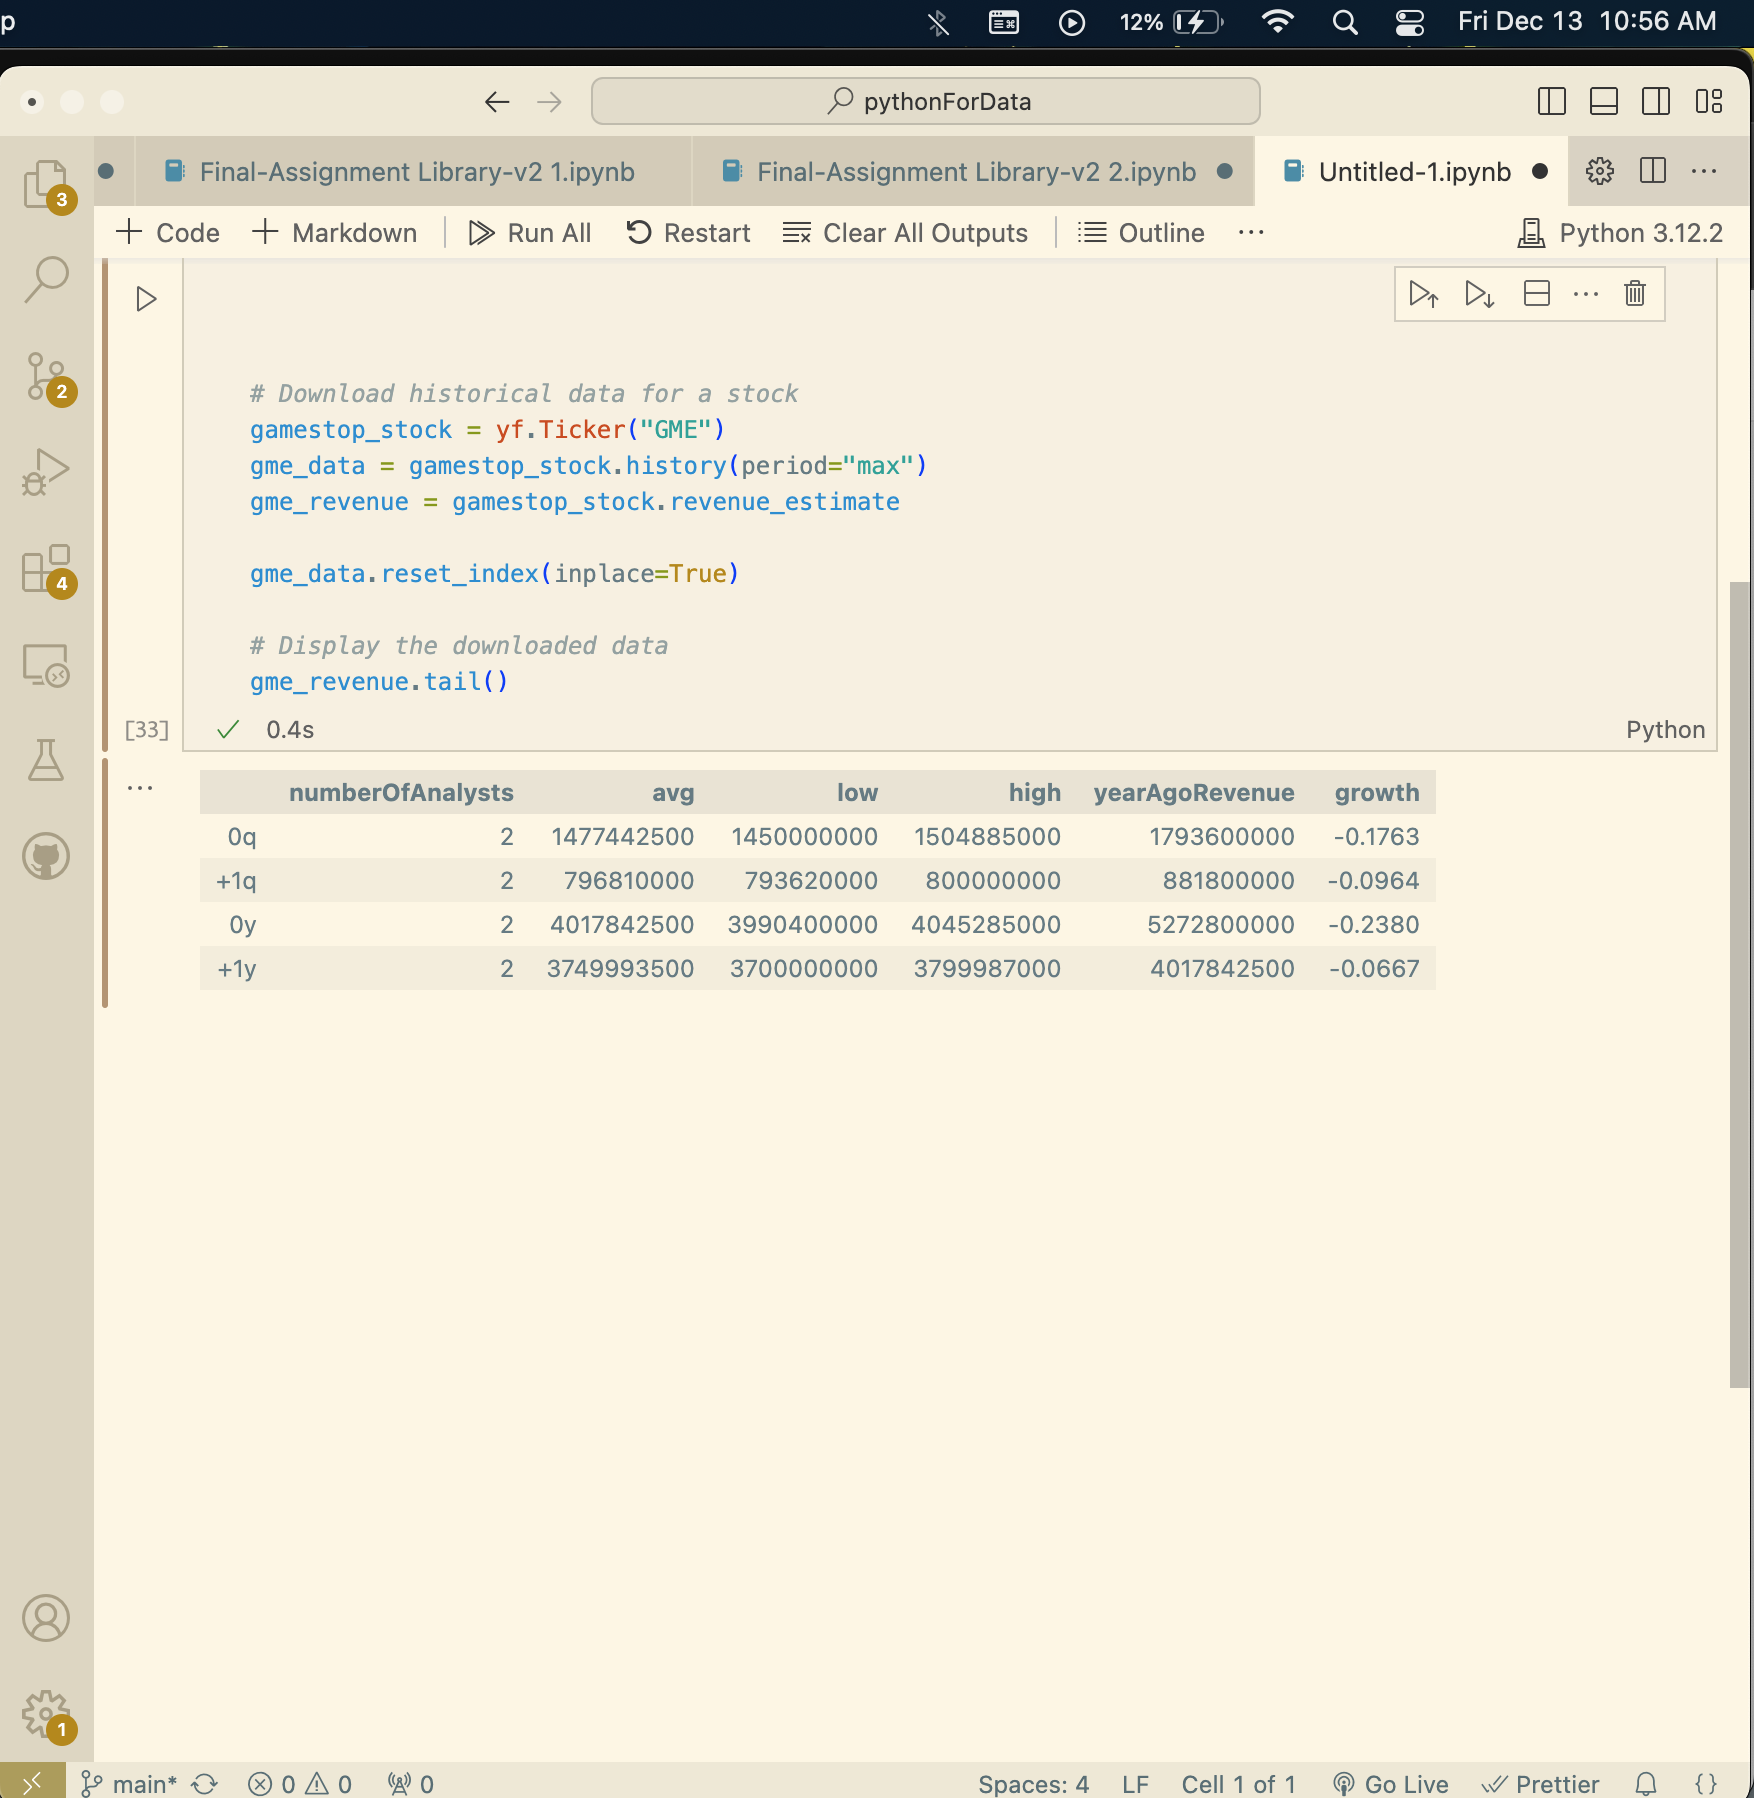 p 12% Fri Dec 13 10:56 AM
pythonForData
3
Final-Assignment Library-v2 1.ipynb
Final-Assignment Library-v2 2.ipynb
Untitled-1.ipynb
Code Markdown Run All Restart Clear All Outputs Outline Python 3.12.2
2
4
# Download historical data for a stock
gamestop_stock = yf.Ticker("GME")
gme_data = gamestop_stock.history(period="max")
gme_revenue = gamestop_stock.revenue_estimate
gme_data.reset_index(inplace=True)
# Display the downloaded data
gme_revenue.tail()
[33] 0.4s Python
numberOfAnalysts avg low high yearAgoRevenue growth
0q 2 1477442500 1450000000 1504885000 1793600000 -0.1763
+1q 2 796810000 793620000 800000000 881800000 -0.0964
0y 2 4017842500 3990400000 4045285000 5272800000 -0.2380
+1y 2 3749993500 3700000000 3799987000 4017842500 -0.0667
1
main* 0 0 0 Spaces: 4 LF Cell 1 of 1 Go Live Prettier {}